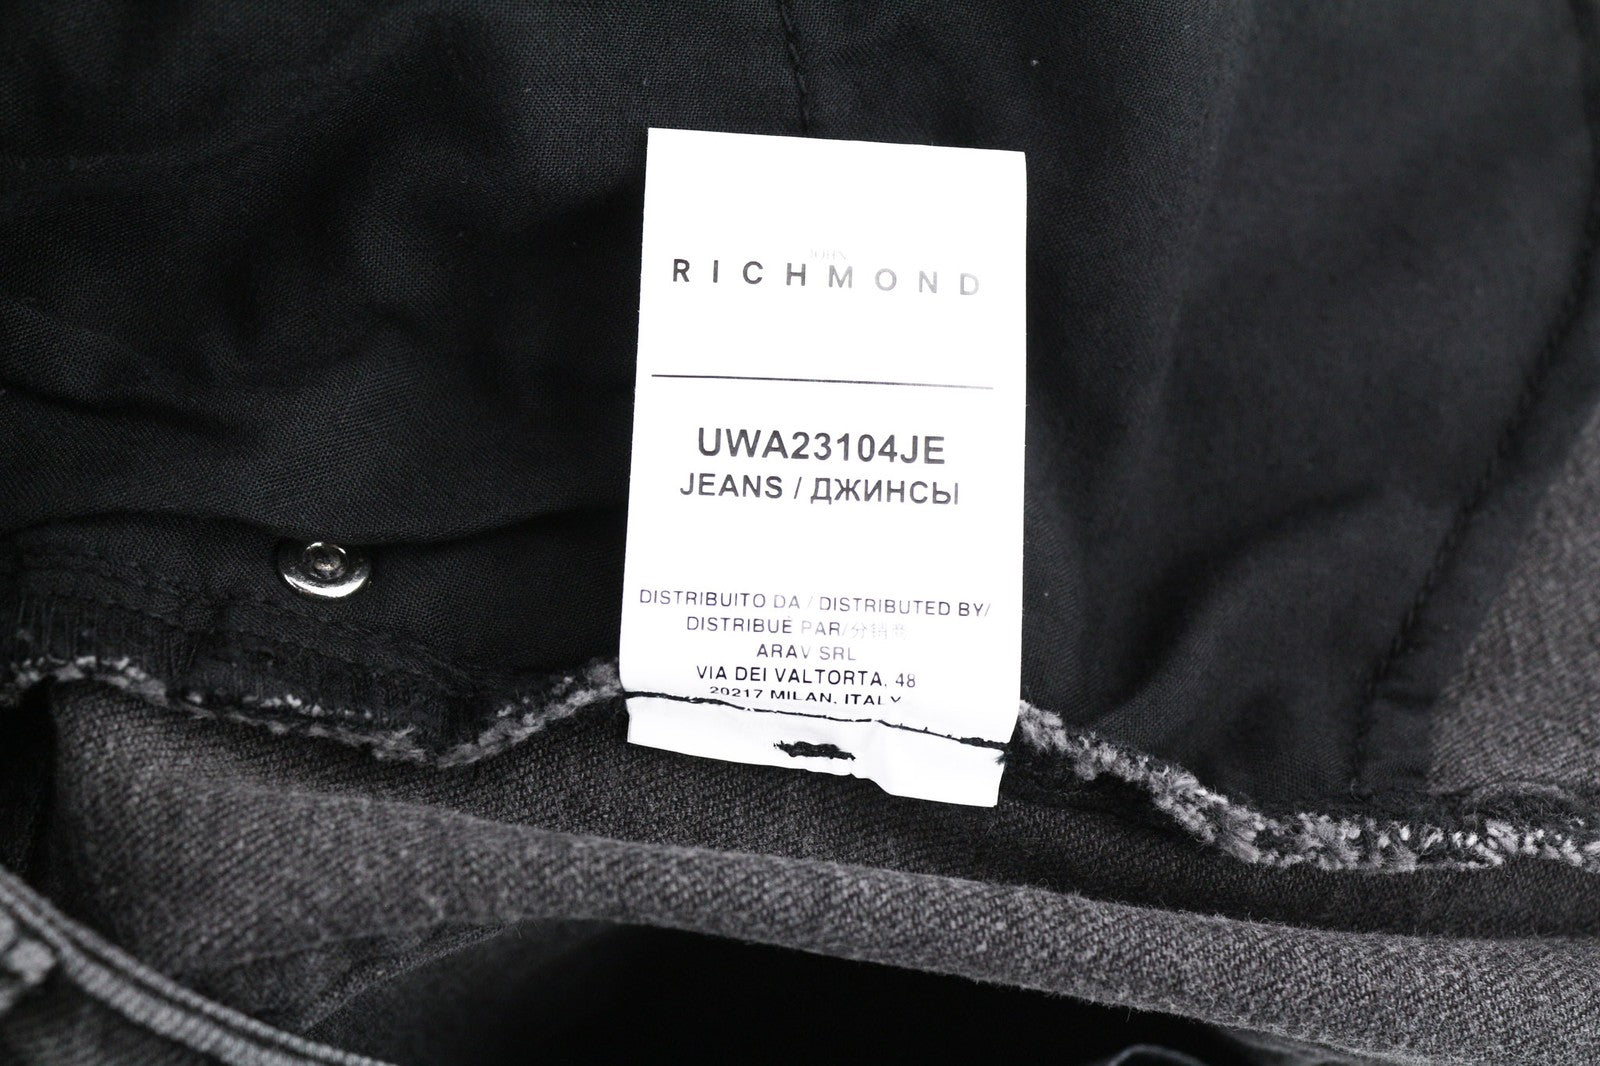 JOHN
RICHMOND
UWA23104JE
JEANS / ДЖИНСЫ
DISTRIBUITO DA / DISTRIBUTED BY/
DISTRIBUÉ PAR/分销商
ARAV SRL
VIA DEI VALTORTA, 48
20217 MILAN, ITALY